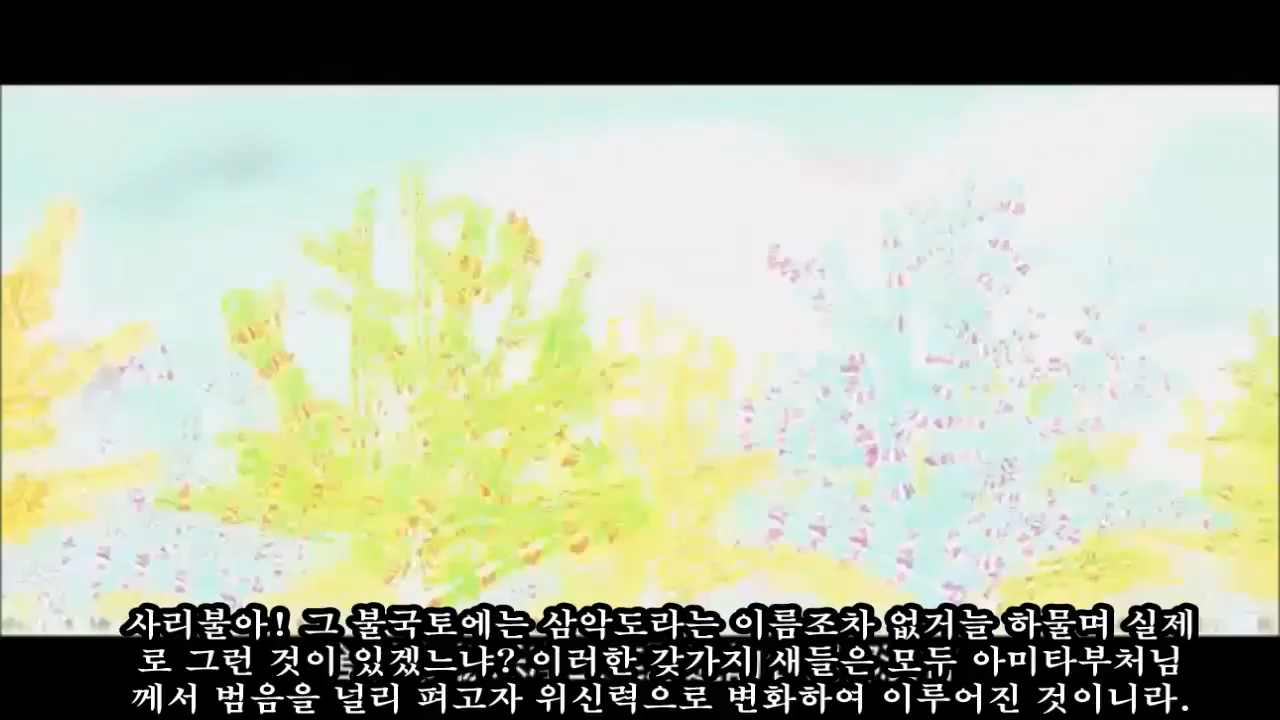 사리불아! 그 불국토에는 삼악도라는 이름조차 없거늘 하물며 실제
로 그런 것이 있겠느냐? 이러한 갖가지 새들은 모두 아미타부처님
께서 범음을 널리 펴고자 위신력으로 변화하여 이루어진 것이니라.